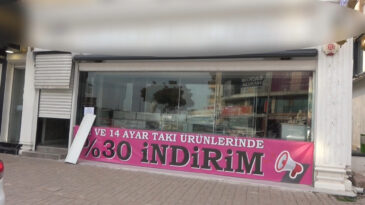 VE 14 AYAR TAKI ÜRÜNLERİNDE
%30 İNDİRİM